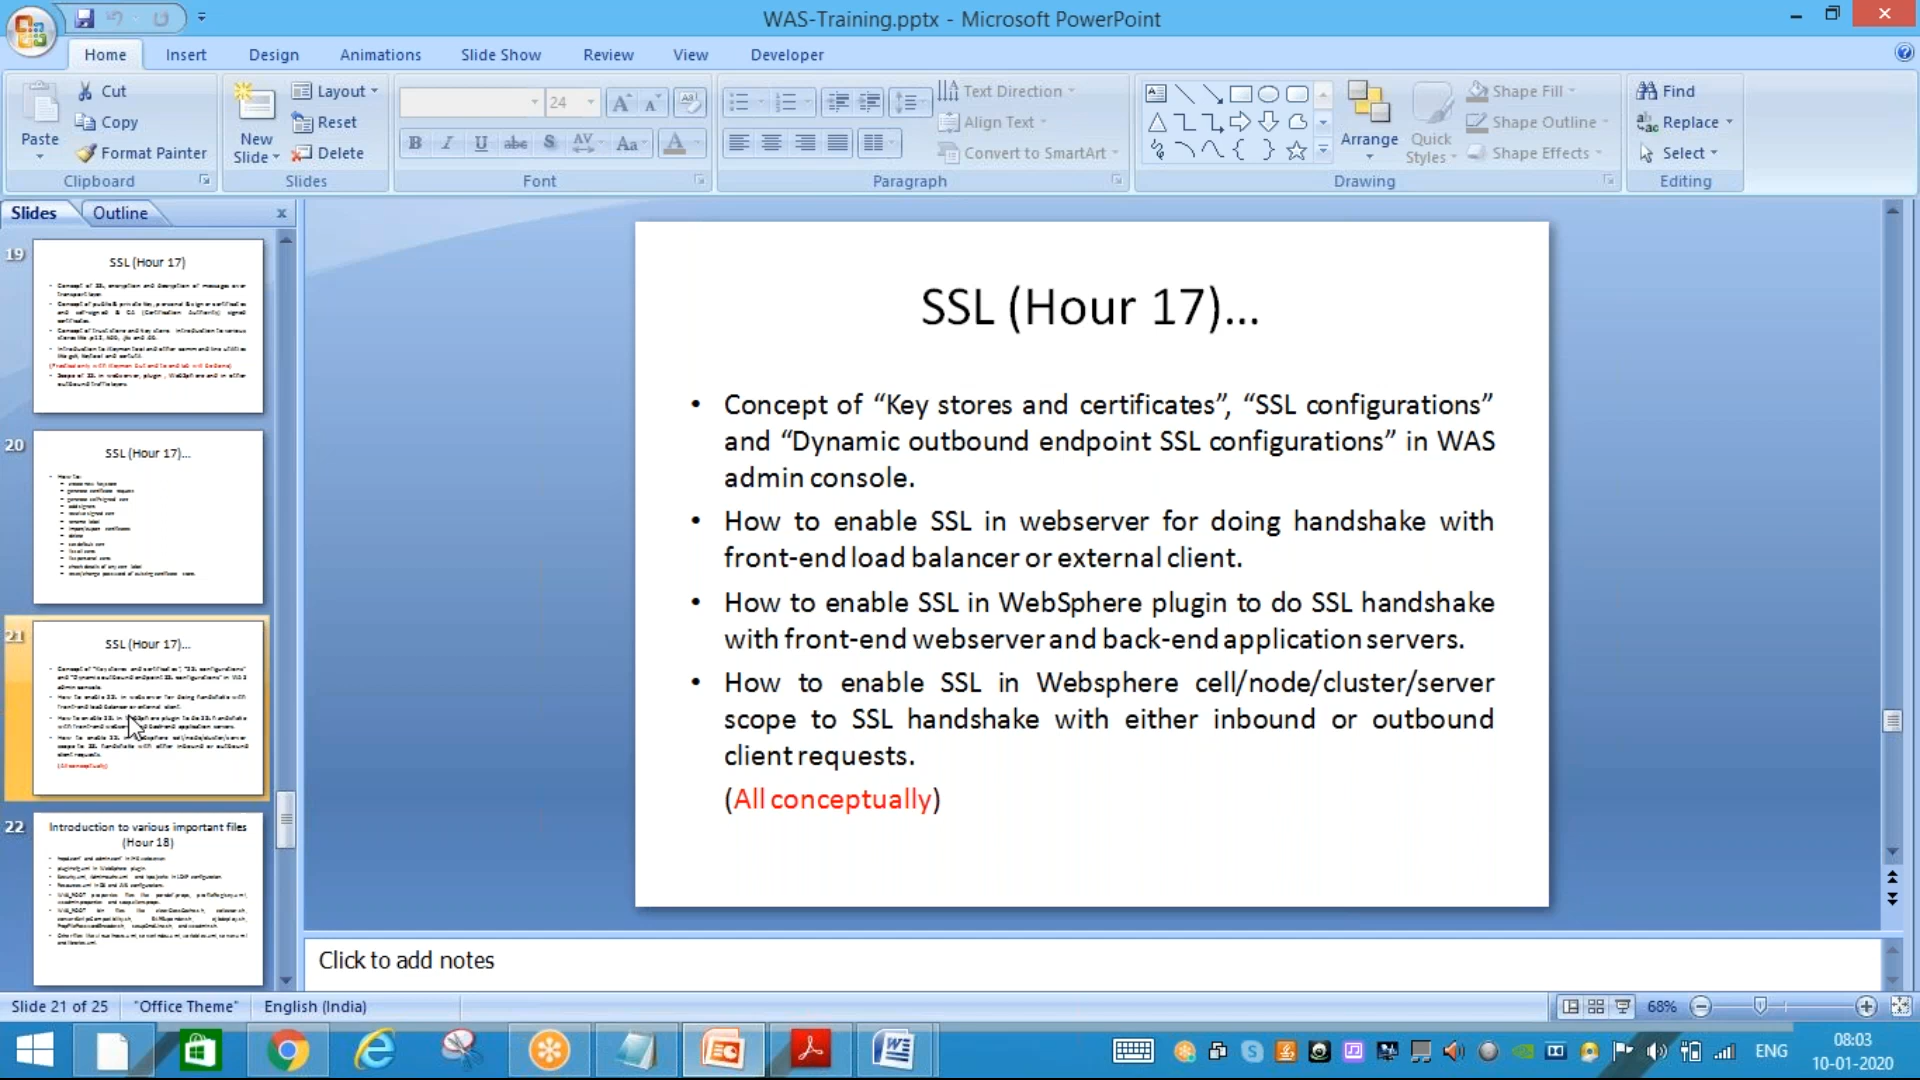 WAS-Training.pptx - Microsoft PowerPoint
Home Insert Design Animations Slide Show Review View Developer
Paste
Cut
Copy
Format Painter
Clipboard
New
Slide
Layout
Reset
Delete
Slides
24
B I U abc S AV Aa A
Font
Text Direction
Align Text
Convert to SmartArt
Paragraph
Arrange
Quick
Styles
Shape Fill
Shape Outline
Shape Effects
Drawing
Find
Replace
Select
Editing
Slides Outline x
19
SSL (Hour 17)
20
SSL (Hour 17)...
21
SSL (Hour 17)...
22
Introduction to various important files
(Hour 18)
SSL (Hour 17)...
• Concept of “Key stores and certificates”, “SSL configurations”
and “Dynamic outbound endpoint SSL configurations” in WAS
admin console.
• How to enable SSL in webserver for doing handshake with
front-end load balancer or external client.
• How to enable SSL in WebSphere plugin to do SSL handshake
with front-end webserver and back-end application servers.
• How to enable SSL in Websphere cell/node/cluster/server
scope to SSL handshake with either inbound or outbound
client requests.
(All conceptually)
Click to add notes
Slide 21 of 25 "Office Theme" English (India) 68%
ENG
08:03
10-01-2020